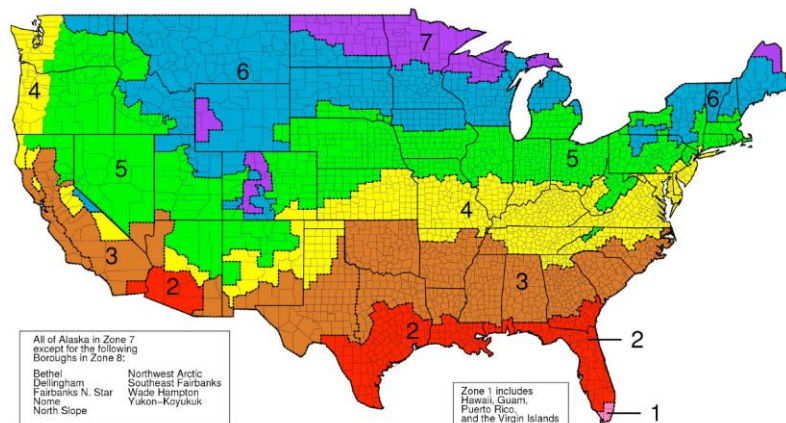 7
6
4
6
5
5
4
3
3
2
2
2
1
All of Alaska in Zone 7
except for the following
Boroughs in Zone 8:
Bethel Northwest Arctic
Dellingham Southeast Fairbanks
Fairbanks N. Star Wade Hampton
Nome Yukon–Koyukuk
North Slope
Zone 1 includes
Hawaii, Guam,
Puerto Rico,
and the Virgin Islands